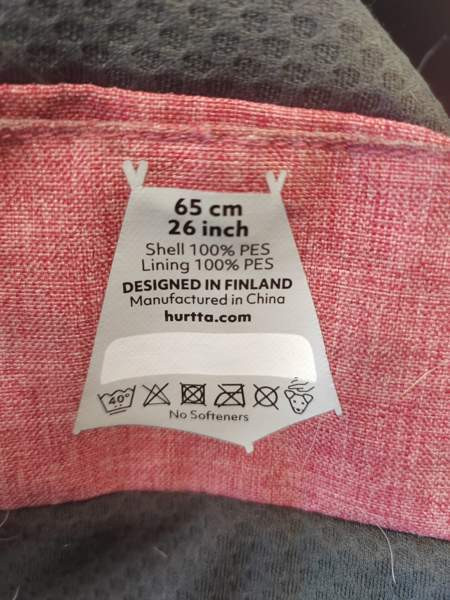 65 cm
26 inch
Shell 100% PES
Lining 100% PES
DESIGNED IN FINLAND
Manufactured in China
hurtta.com
40°
No Softeners